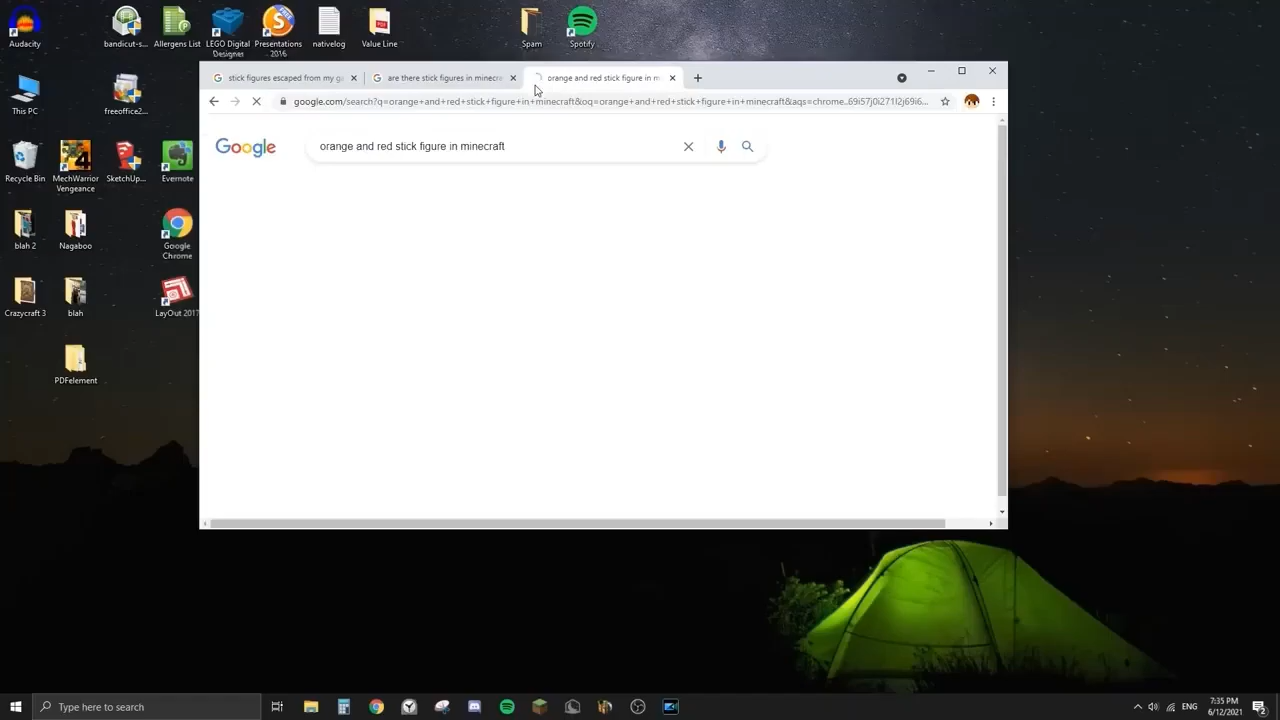 Audacity
bandicut-s...
Allergens List
LEGO Digital
Designer
Presentations
2016
nativelog
Value Line
Spam
Spotify
stick figures escaped from my g
are there stick figures in minecra
orange and red stick figure in m
google.com/search?q=orange+and+red+stick+figure+in+minecraft&oq=orange+and+red+stick+figure+in+minecraft&aqs=chrome..69i57j0i271l2j69i6...
This PC
freeoffice2...
Google
orange and red stick figure in minecraft
Recycle Bin
MechWarrior
Vengeance
SketchUp...
Evernote
blah 2
Nagaboo
Google
Chrome
Crazycraft 3
blah
LayOut 2017
PDFelement
Type here to search
ENG
7:35 PM
6/12/2021
2